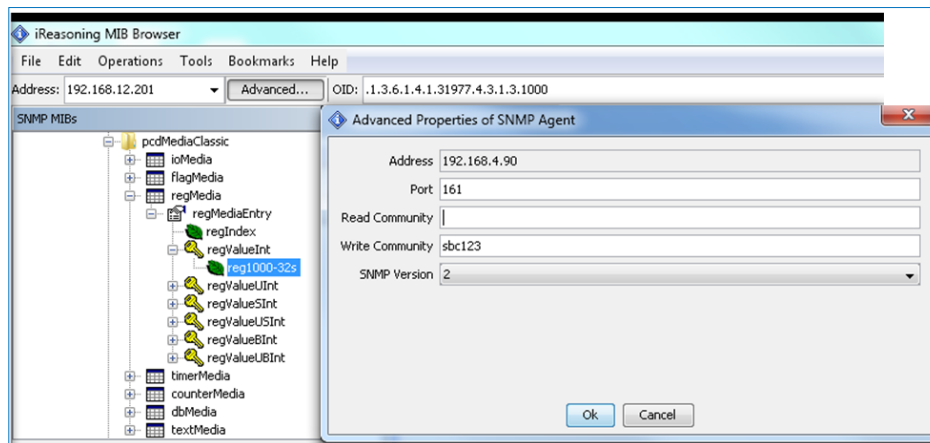 iReasoning MIB Browser
File Edit Operations Tools Bookmarks Help
Address: 192.168.12.201 Advanced... OID: .1.3.6.1.4.1.31977.4.3.1.3.1000
SNMP MIBs
pcdMediaClassic
ioMedia
flagMedia
regMedia
regMediaEntry
regIndex
regValueInt
reg1000-32s
regValueUInt
regValueSInt
regValueUSInt
regValueBInt
regValueUBInt
timerMedia
counterMedia
dbMedia
textMedia
Advanced Properties of SNMP Agent
Address 192.168.4.90
Port 161
Read Community
Write Community sbc123
SNMP Version 2
Ok Cancel